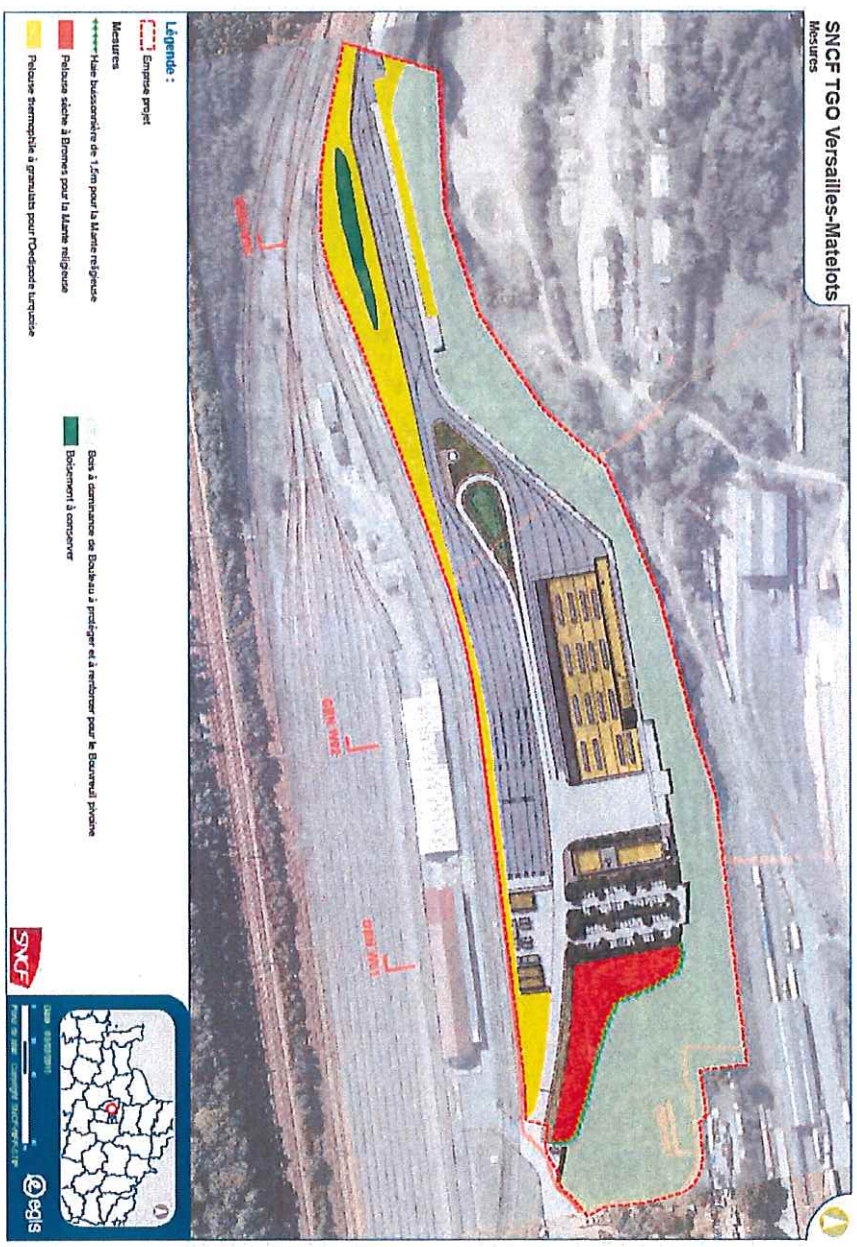 SNCF TGO Versailles-Matelots
Mesures
Légende :
Emprise projet
Mesures
Haie buissonnière de 1,5m pour la Mante religieuse
Pelouse sèche à Bromes pour la Mante religieuse
Pelouse thermophile à granulats pour l'Oedipode turquoise
Bois à dominance de Bouleau à protéger et à renforcer pour le Bouvreuil pivoine
Boisement à conserver
SNCF
egis